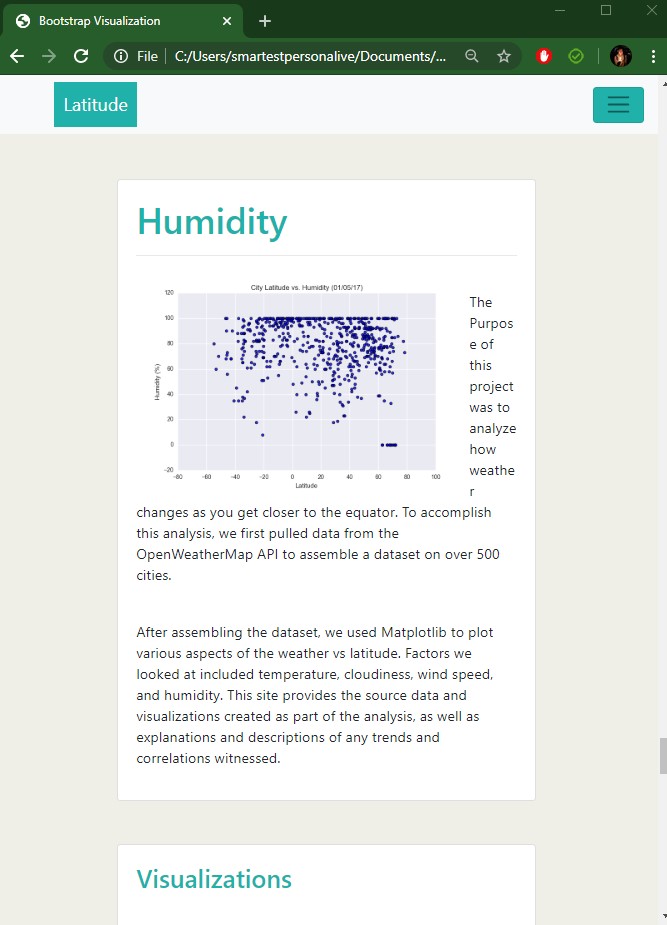 Bootstrap Visualization
File
C:/Users/smartestpersonalive/Documents/...
Latitude
Humidity
City Latitude vs. Humidity (01/05/17)
120
100
80
60
40
20
0
-20
Humidity (%)
-80 -60 -40 -20 0 20 40 60 80 100
Latitude
The
Purpos
e of
this
project
was to
analyze
how
weathe
r
changes as you get closer to the equator. To accomplish
this analysis, we first pulled data from the
OpenWeatherMap API to assemble a dataset on over 500
cities.
After assembling the dataset, we used Matplotlib to plot
various aspects of the weather vs latitude. Factors we
looked at included temperature, cloudiness, wind speed,
and humidity. This site provides the source data and
visualizations created as part of the analysis, as well as
explanations and descriptions of any trends and
correlations witnessed.
Visualizations